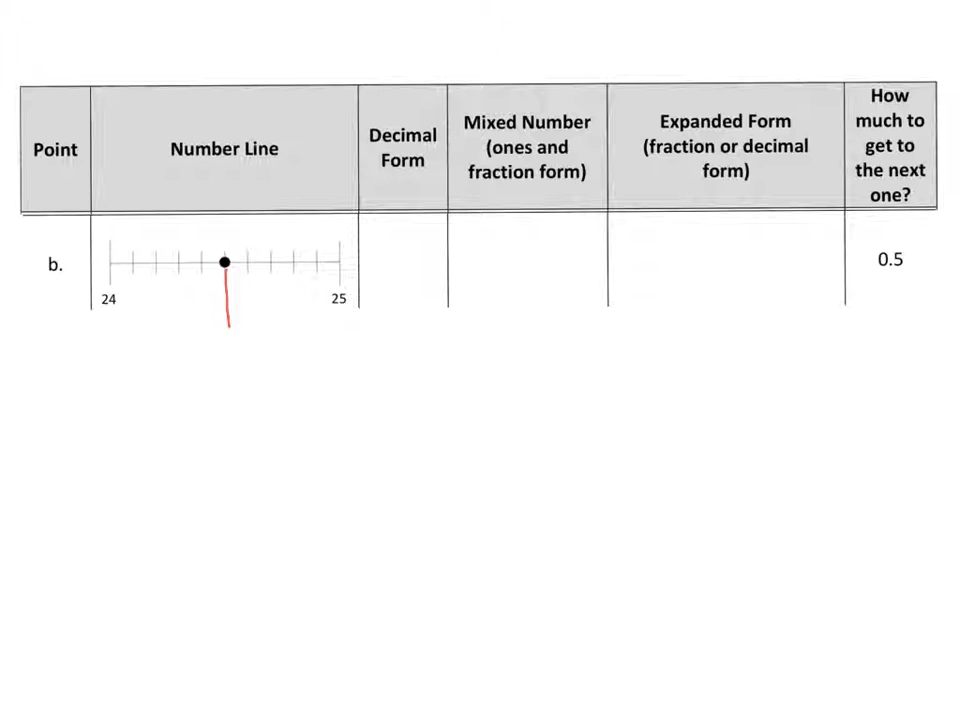 Point
Number Line
Decimal
Form
Mixed Number
(ones and
fraction form)
Expanded Form
(fraction or decimal
form)
How
much to
get to
the next
one?
b.
24
25
0.5